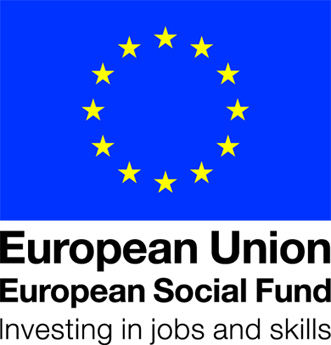 European Union
European Social Fund
Investing in jobs and skills